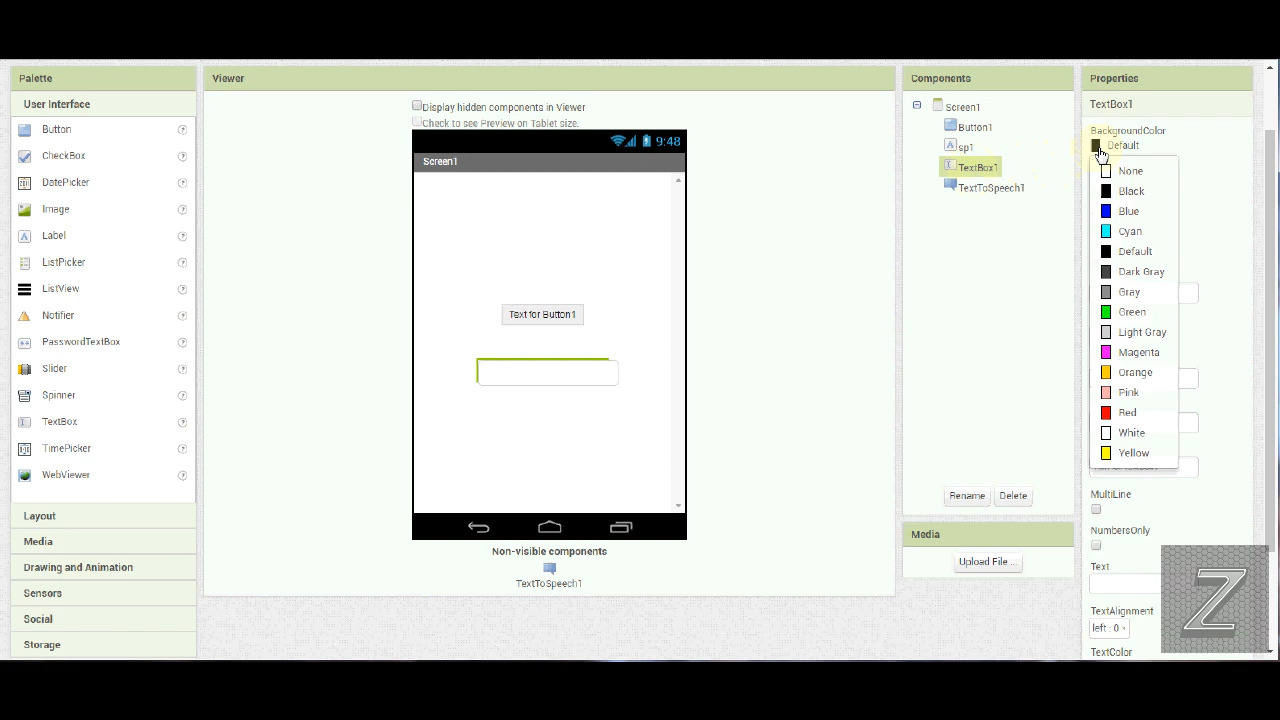 Palette
User Interface
Button
CheckBox
DatePicker
Image
Label
ListPicker
ListView
Notifier
PasswordTextBox
Slider
Spinner
TextBox
TimePicker
WebViewer
Layout
Media
Drawing and Animation
Sensors
Social
Storage
Viewer
Display hidden components in Viewer
Check to see Preview on Tablet size.
9:48
Screen1
Text for Button1
Non-visible components
TextToSpeech1
Components
Screen1
Button1
sp1
TextBox1
TextToSpeech1
Rename Delete
Media
Upload File ...
Properties
TextBox1
BackgroundColor
Default
None
Black
Blue
Cyan
Default
Dark Gray
Gray
Green
Light Gray
Magenta
Orange
Pink
Red
White
Yellow
MultiLine
NumbersOnly
Text
TextAlignment
left : 0
TextColor
Z